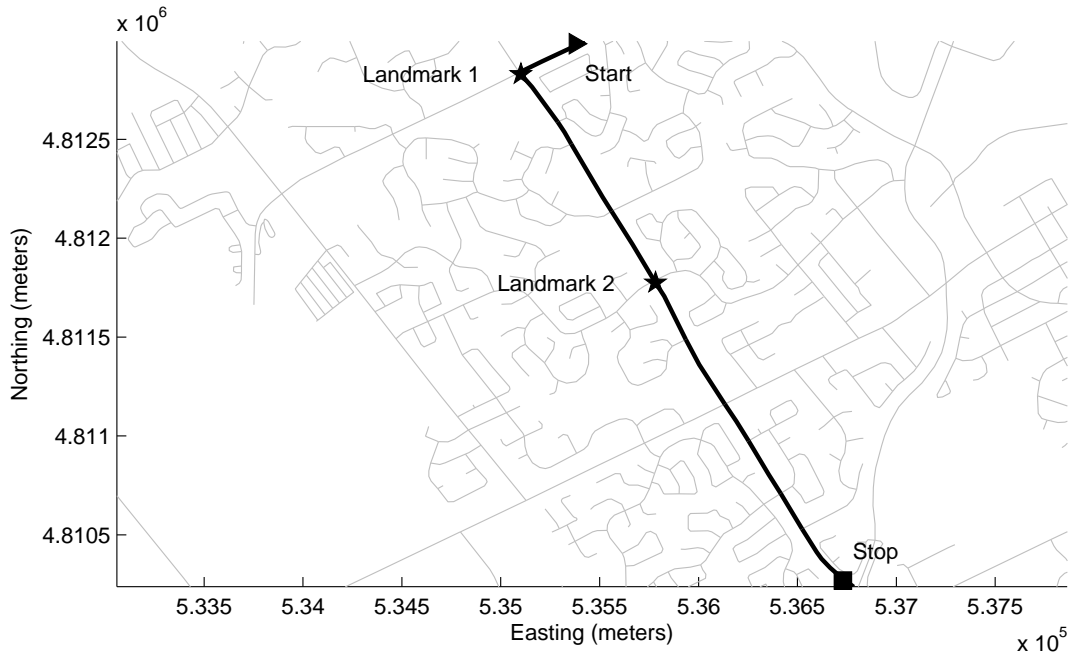 x 10^6
Landmark 1
Start
4.8125
4.812
Landmark 2
4.8115
4.811
4.8105
Stop
Northing (meters)
5.335 5.34 5.345 5.35 5.355 5.36 5.365 5.37 5.375
Easting (meters)
x 10^5